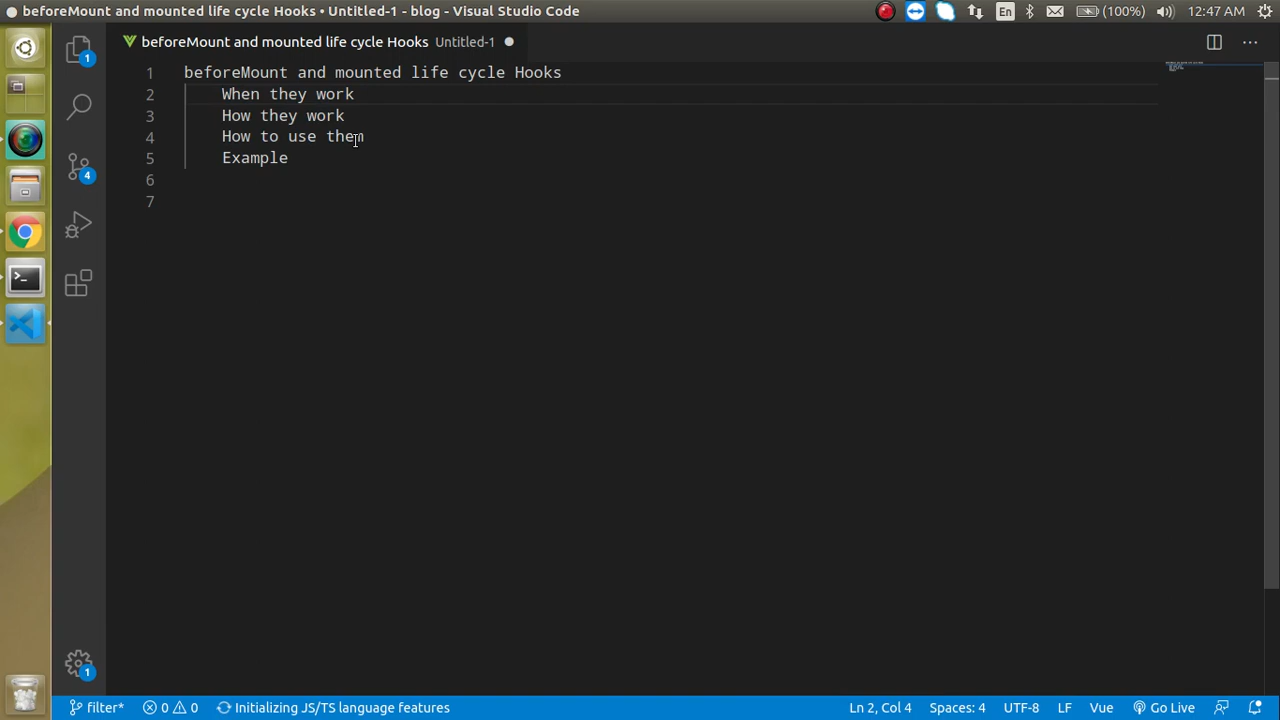 beforeMount and mounted life cycle Hooks • Untitled-1 - blog - Visual Studio Code
En
(100%)
12:47 AM
beforeMount and mounted life cycle Hooks Untitled-1
1 beforeMount and mounted life cycle Hooks
2 When they work
3 How they work
4 How to use them
5 Example
6
7
1
4
1
filter*
0
0
Initializing JS/TS language features
Ln 2, Col 4
Spaces: 4
UTF-8
LF
Vue
Go Live